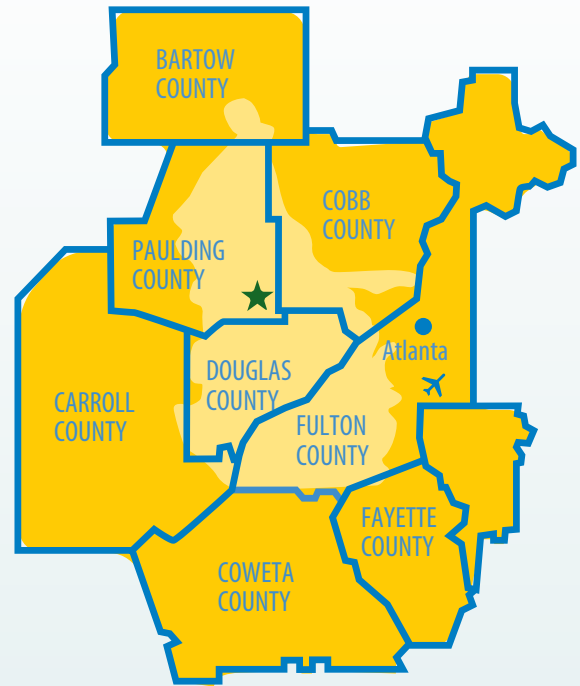 BARTOW
COUNTY
COBB
COUNTY
PAULDING
COUNTY
Atlanta
DOUGLAS
COUNTY
CARROLL
COUNTY
FULTON
COUNTY
FAYETTE
COUNTY
COWETA
COUNTY